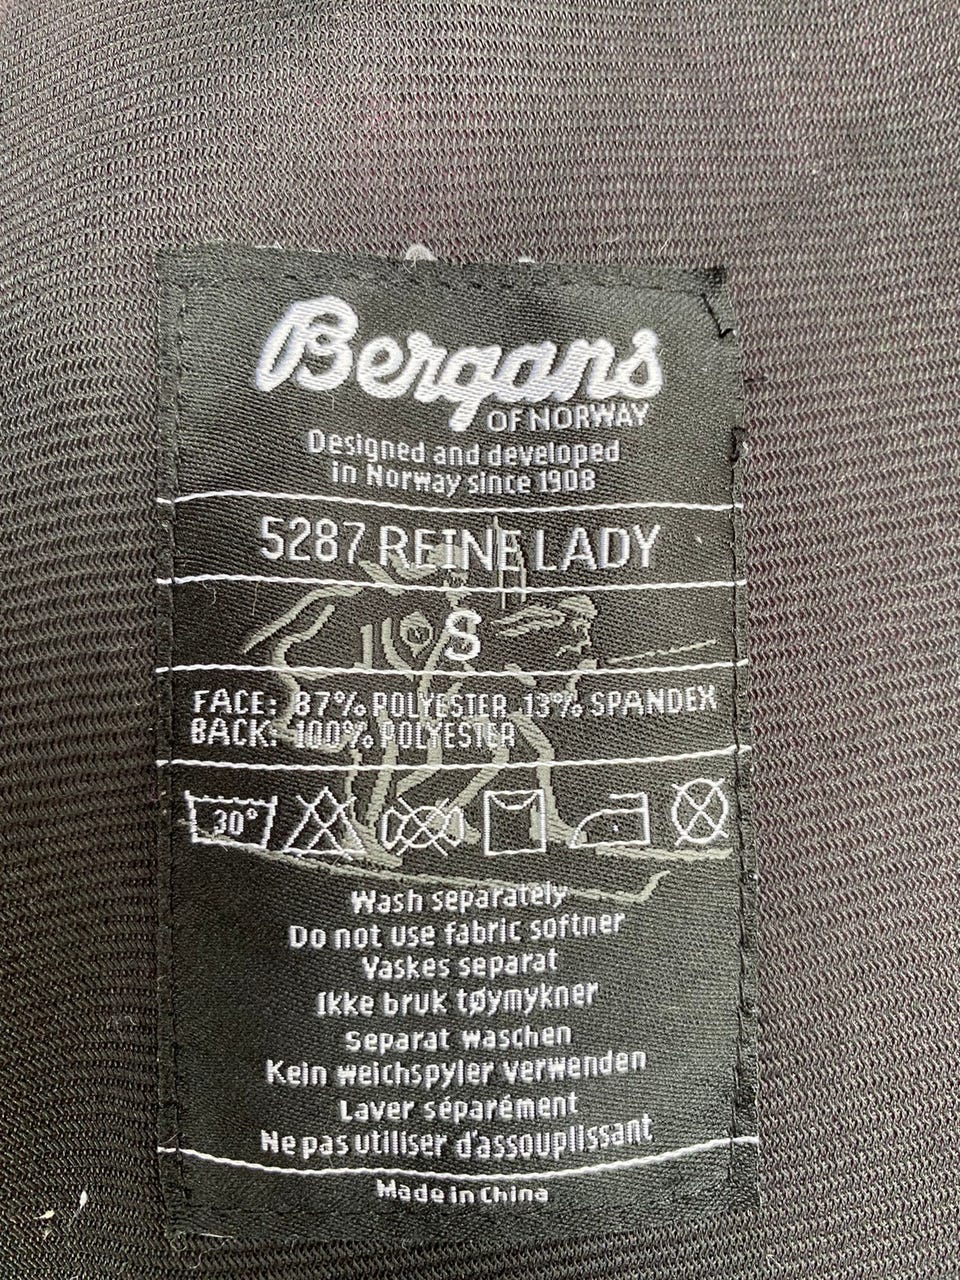 Bergans
OF NORWAY
Designed and developed
in Norway since 1908
5287 REINE LADY
S
FACE: 87% POLYESTER 13% SPANDEX
BACK: 100% POLYESTER
30°
Wash separately
Do not use fabric softner
Vaskes separat
Ikke bruk tøymykner
Separat waschen
Kein weichspyler verwenden
Laver séparément
Ne pas utiliser d'assouplissant
Made in China